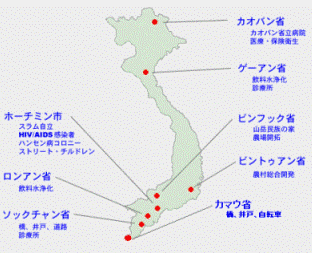 カオバン省
カオバン省立病院
医療・保険衛生
ゲーアン省
飲料水浄化
診療所
ホーチミン市
スラム自立
HIV/AIDS感染者
ハンセン病コロニー
ストリート・チルドレン
ビンフック省
山岳民族の家
農場開拓
ビントゥアン省
農村総合開発
ロンアン省
飲料水浄化
カマウ省
橋、井戸、自転車
ソックチャン省
橋、井戸、道路
診療所